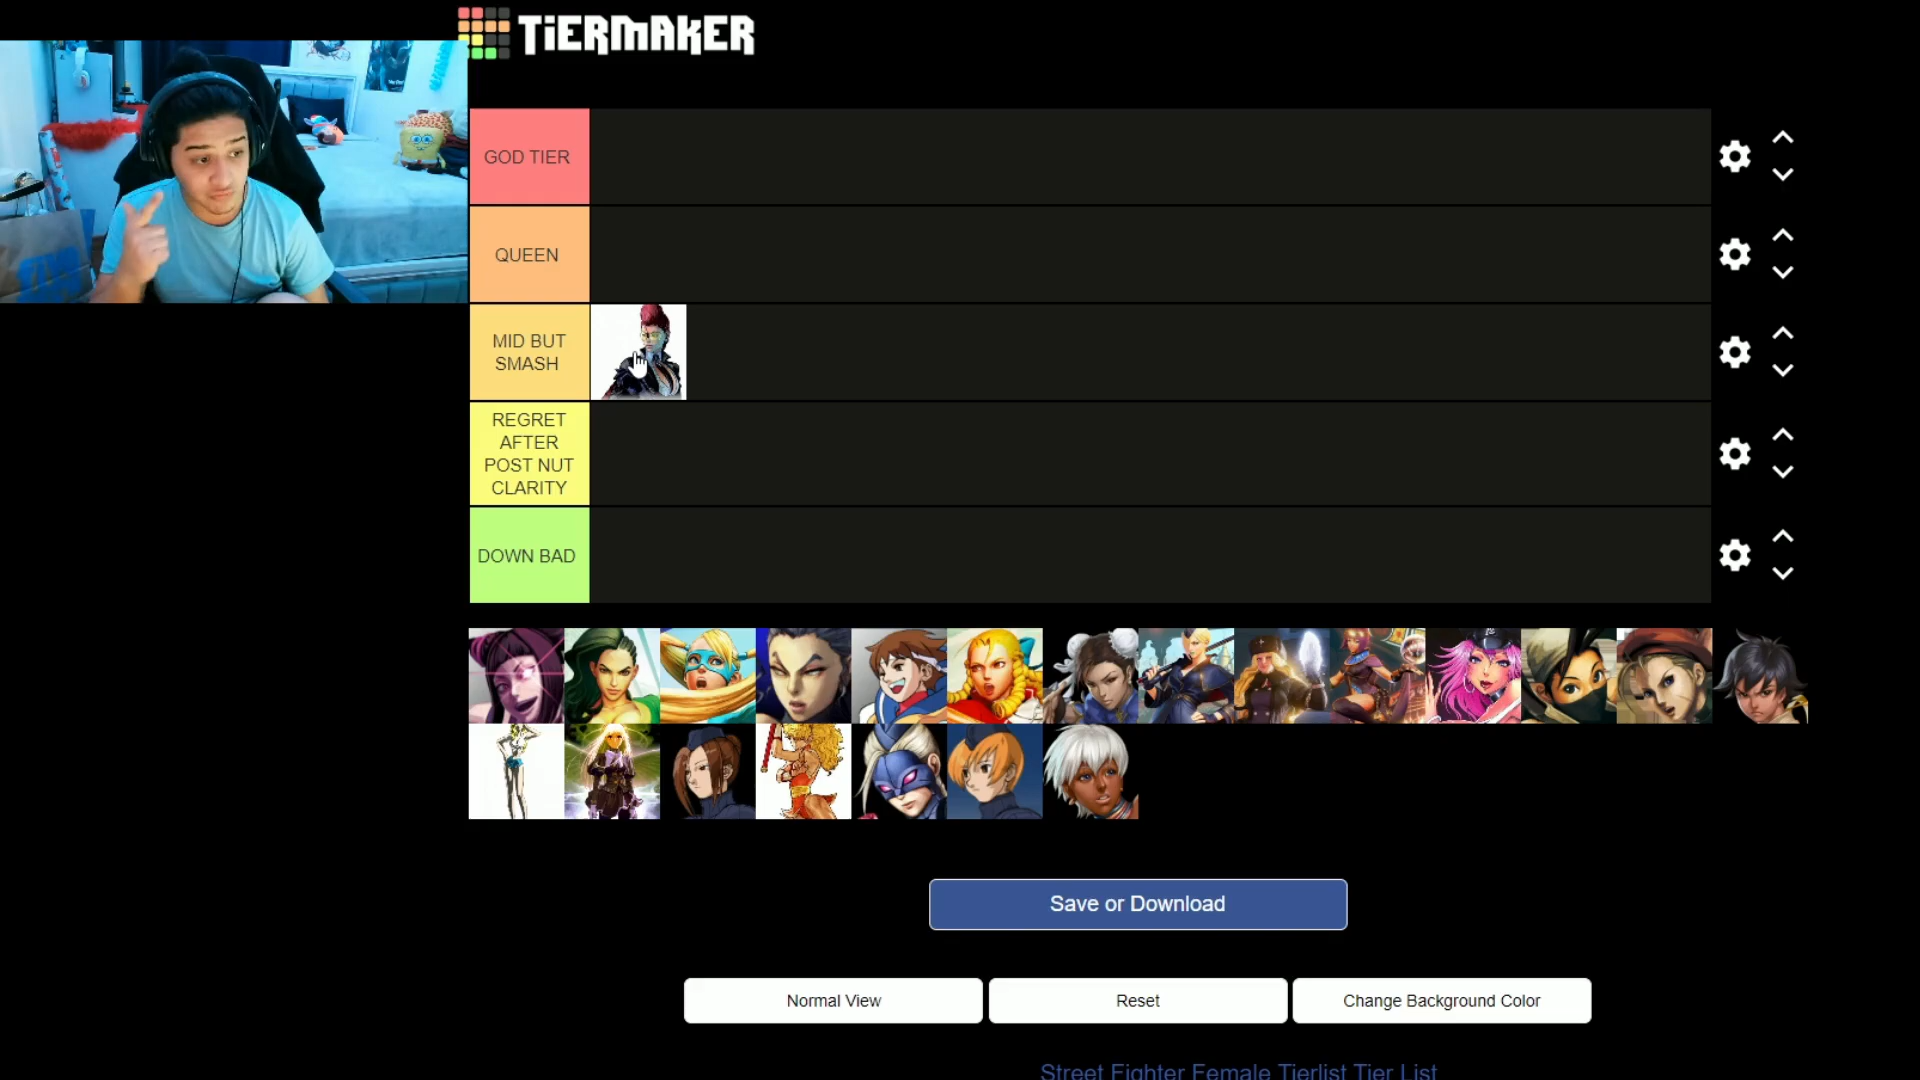 TiERMAKER
GOD TIER
QUEEN
MID BUT
SMASH
REGRET
AFTER
POST NUT
CLARITY
DOWN BAD
Save or Download
Normal View
Reset
Change Background Color
Street Fighter Female Tierlist Tier List